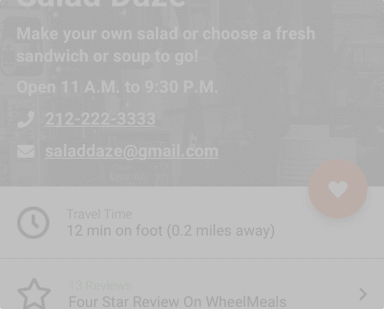 Salad Daze
Make your own salad or choose a fresh
sandwich or soup to go!
Open 11 A.M. to 9:30 P.M.
212-222-3333
saladdaze@gmail.com
Travel Time
12 min on foot (0.2 miles away)
13 Reviews
Four Star Review On WheelMeals